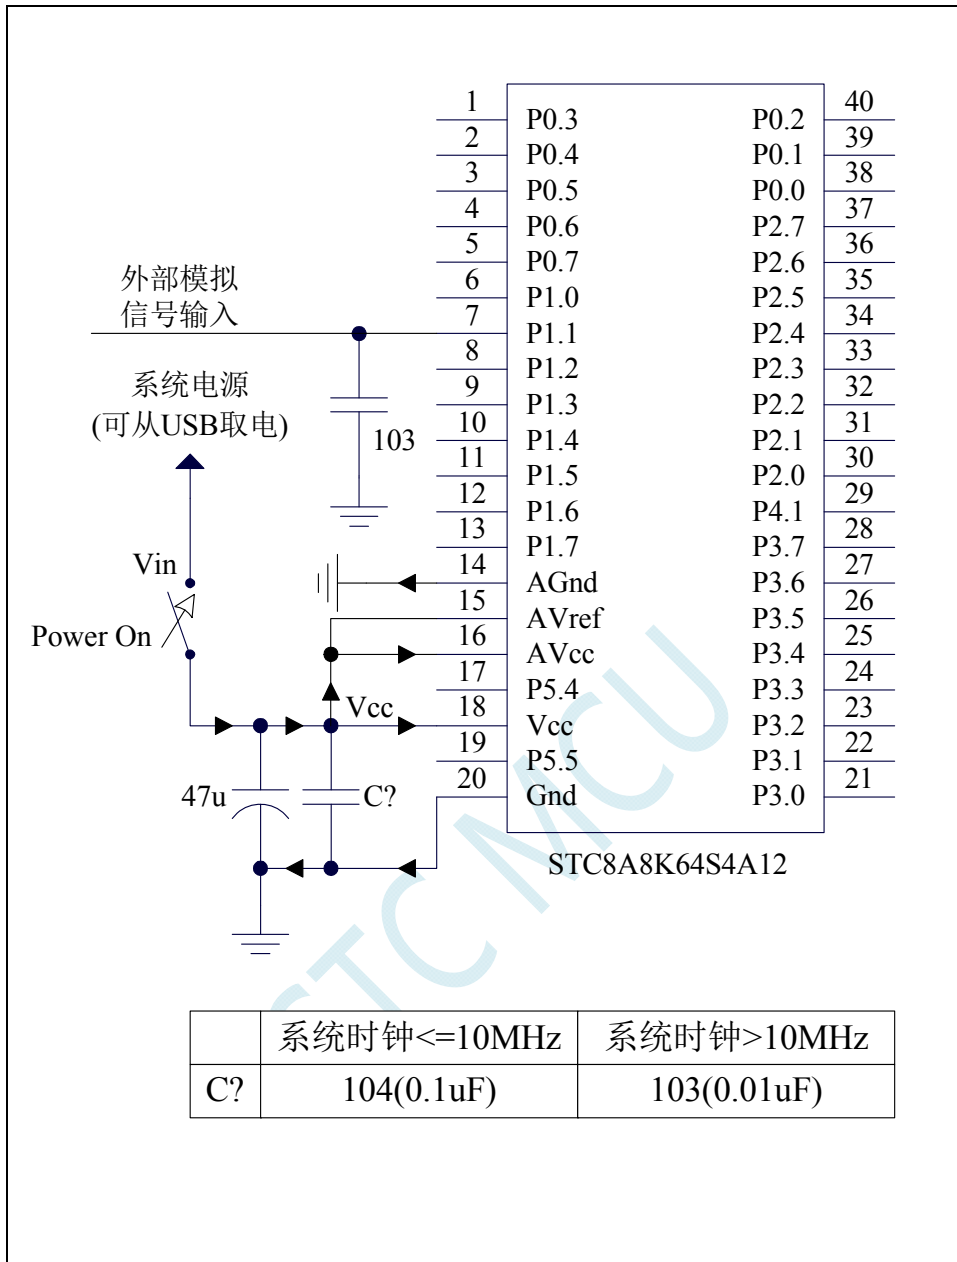 1 P0.3 P0.2 40
2 P0.4 P0.1 39
3 P0.5 P0.0 38
4 P0.6 P2.7 37
5 P0.7 P2.6 36
6 P1.0 P2.5 35
7 P1.1 P2.4 34
8 P1.2 P2.3 33
9 P1.3 P2.2 32
10 P1.4 P2.1 31
11 P1.5 P2.0 30
12 P1.6 P4.1 29
13 P1.7 P3.7 28
14 AGnd P3.6 27
15 AVref P3.5 26
16 AVcc P3.4 25
17 P5.4 P3.3 24
18 Vcc P3.2 23
19 P5.5 P3.1 22
20 Gnd P3.0 21
外部模拟
信号输入
系统电源
(可从USB取电)
103
Vin
Power On
Vcc
47u
C?
STC8A8K64S4A12
STC MCU
系统时钟<=10MHz 系统时钟>10MHz
C? 104(0.1uF) 103(0.01uF)